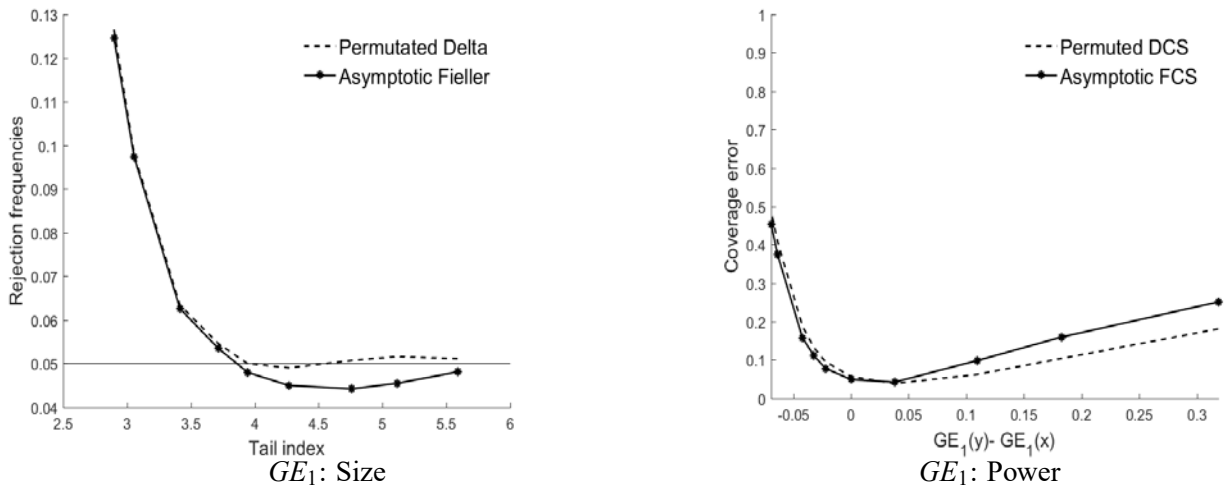 0.13
0.12
0.11
0.1
0.09
0.08
0.07
0.06
0.05
0.04
Rejection frequencies
Permutated Delta
Asymptotic Fieller
2.5 3 3.5 4 4.5 5 5.5 6
Tail index
GE1: Size
1
0.9
0.8
0.7
0.6
0.5
0.4
0.3
0.2
0.1
0
Coverage error
Permuted DCS
Asymptotic FCS
-0.05 0 0.05 0.1 0.15 0.2 0.25 0.3
GE1(y)- GE1(x)
GE1: Power